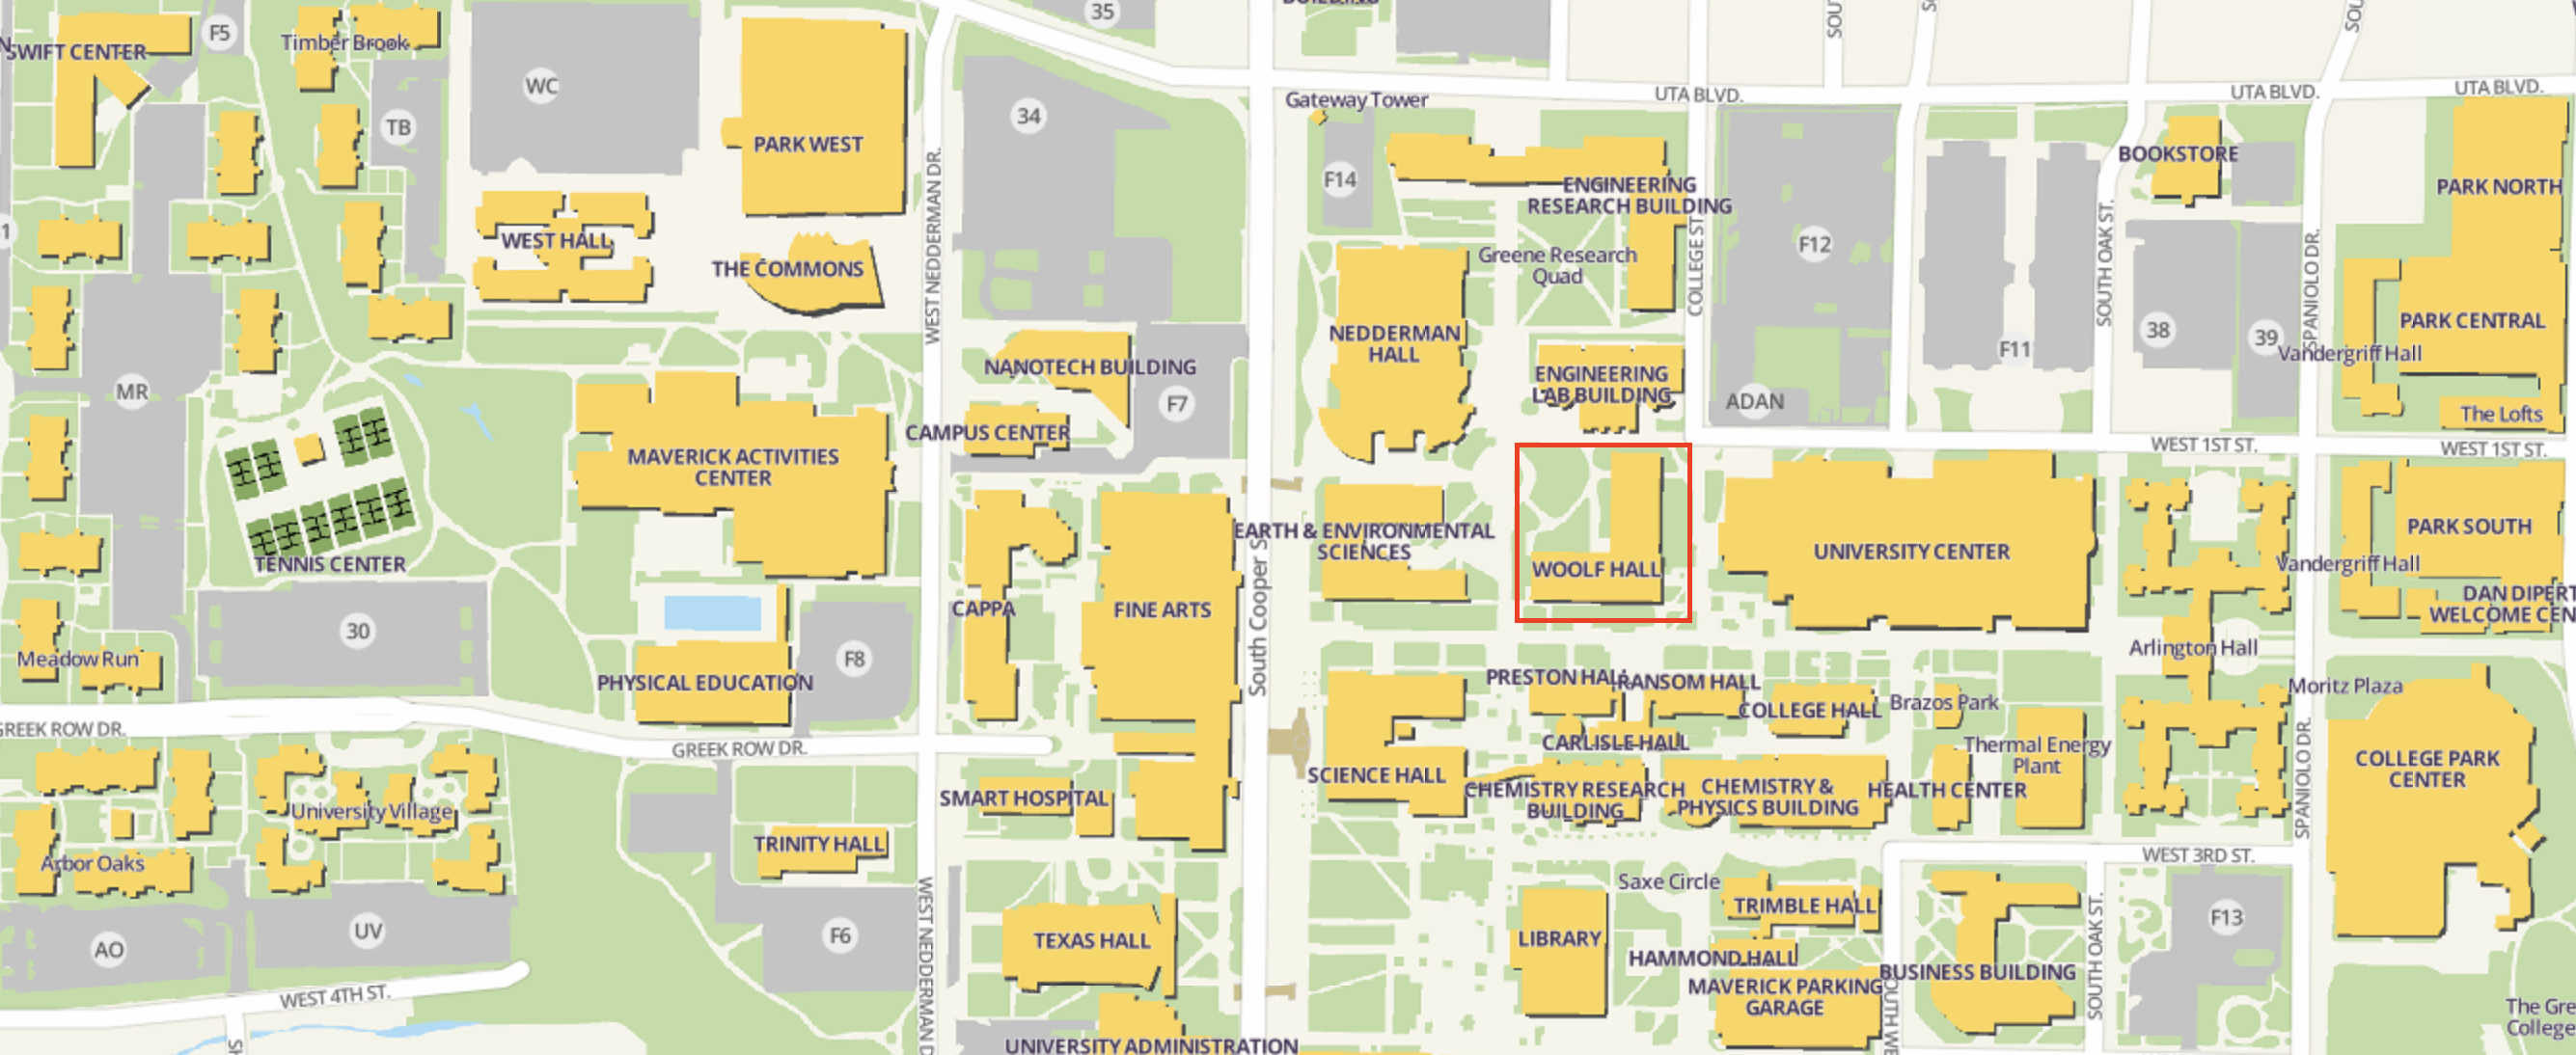 35
BUILDING
F5
SWIFT CENTER
Timber Brook
WC
34
UTA BLVD.
UTA BLVD.
UTA BLVD.
Gateway Tower
TB
PARK WEST
WEST NEDDERMAN DR.
F14
ENGINEERING
RESEARCH BUILDING
BOOKSTORE
PARK NORTH
WEST HALL
THE COMMONS
Greene Research
Quad
COLLEGE ST
F12
SOUTH OAK ST.
SPANIOLO DR.
NEDDERMAN
HALL
38
39
F11
PARK CENTRAL
Vandergriff Hall
NANOTECH BUILDING
ENGINEERING
LAB BUILDING
MR
F7
ADAN
The Lofts
CAMPUS CENTER
WEST 1ST ST.
WEST 1ST ST.
MAVERICK ACTIVITIES
CENTER
EARTH & ENVIRONMENTAL
SCIENCES
WOOLF HALL
UNIVERSITY CENTER
PARK SOUTH
TENNIS CENTER
Vandergriff Hall
CAPPA
FINE ARTS
South Cooper S
DAN DIPERT
WELCOME CEN
30
Meadow Run
F8
PHYSICAL EDUCATION
PRESTON HALL
RANSOM HALL
COLLEGE HALL
Brazos Park
Arlington Hall
Moritz Plaza
GREEK ROW DR.
GREEK ROW DR.
CARLISLE HALL
Thermal Energy
Plant
COLLEGE PARK
CENTER
SCIENCE HALL
CHEMISTRY RESEARCH
BUILDING
CHEMISTRY &
PHYSICS BUILDING
HEALTH CENTER
SPANIOLO DR.
University Village
SMART HOSPITAL
TRINITY HALL
Arbor Oaks
WEST 3RD ST.
Saxe Circle
TRIMBLE HALL
AO
UV
F6
WEST NEDDERMAN D
TEXAS HALL
LIBRARY
HAMMOND HALL
BUSINESS BUILDING
SOUTH OAK ST.
F13
MAVERICK PARKING
GARAGE
WEST 4TH ST.
The Gre
College
UNIVERSITY ADMINISTRATION